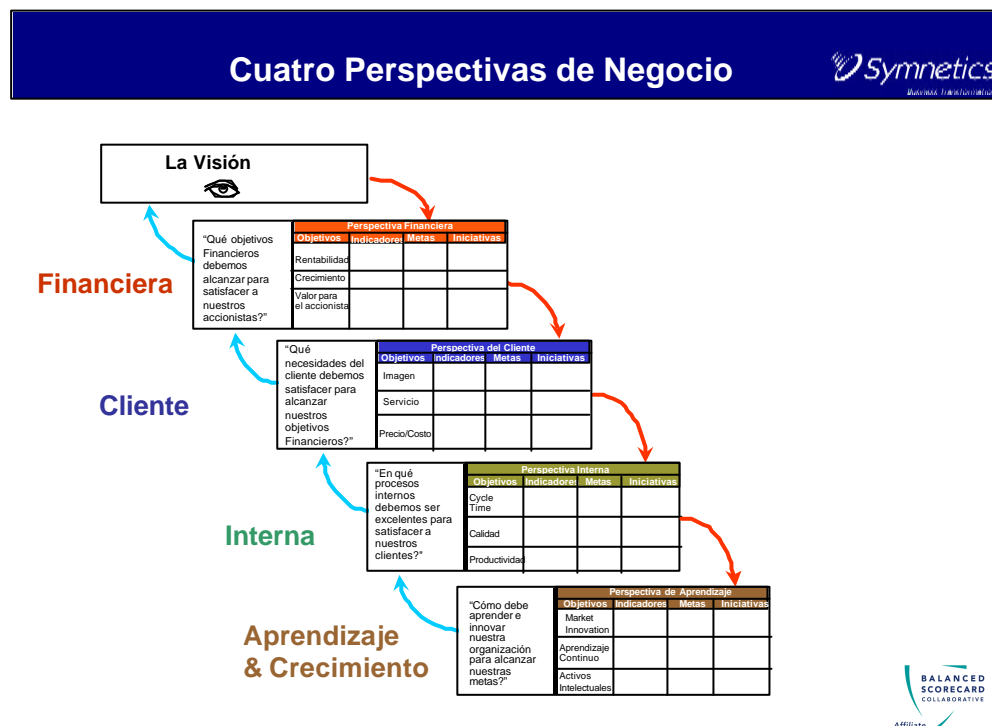 Cuatro Perspectivas de Negocio
Symnetics
La Visión
Financiera
“Qué objetivos
Financieros
debemos
alcanzar para
satisfacer a
nuestros
accionistas?”
Perspectiva Financiera
Objetivos Indicadores Metas Iniciativas
Rentabilidad
Crecimiento
Valor para
el accionista
Cliente
“Qué
necesidades del
cliente debemos
satisfacer para
alcanzar
nuestros
objetivos
Financieros?”
Perspectiva del Cliente
Objetivos Indicadores Metas Iniciativas
Imagen
Servicio
Precio/Costo
Interna
“En qué
procesos
internos
debemos ser
excelentes para
satisfacer a
nuestros
clientes?”
Perspectiva Interna
Objetivos Indicadores Metas Iniciativas
Cycle
Time
Calidad
Productividad
Aprendizaje
& Crecimiento
“Cómo debe
aprender e
innovar
nuestra
organización
para alcanzar
nuestras
metas?”
Perspectiva de Aprendizaje
Objetivos Indicadores Metas Iniciativas
Market
Innovation
Aprendizaje
Continuo
Activos
Intelectuales
BALANCED
SCORECARD
COLLABORATIVE
Affiliate